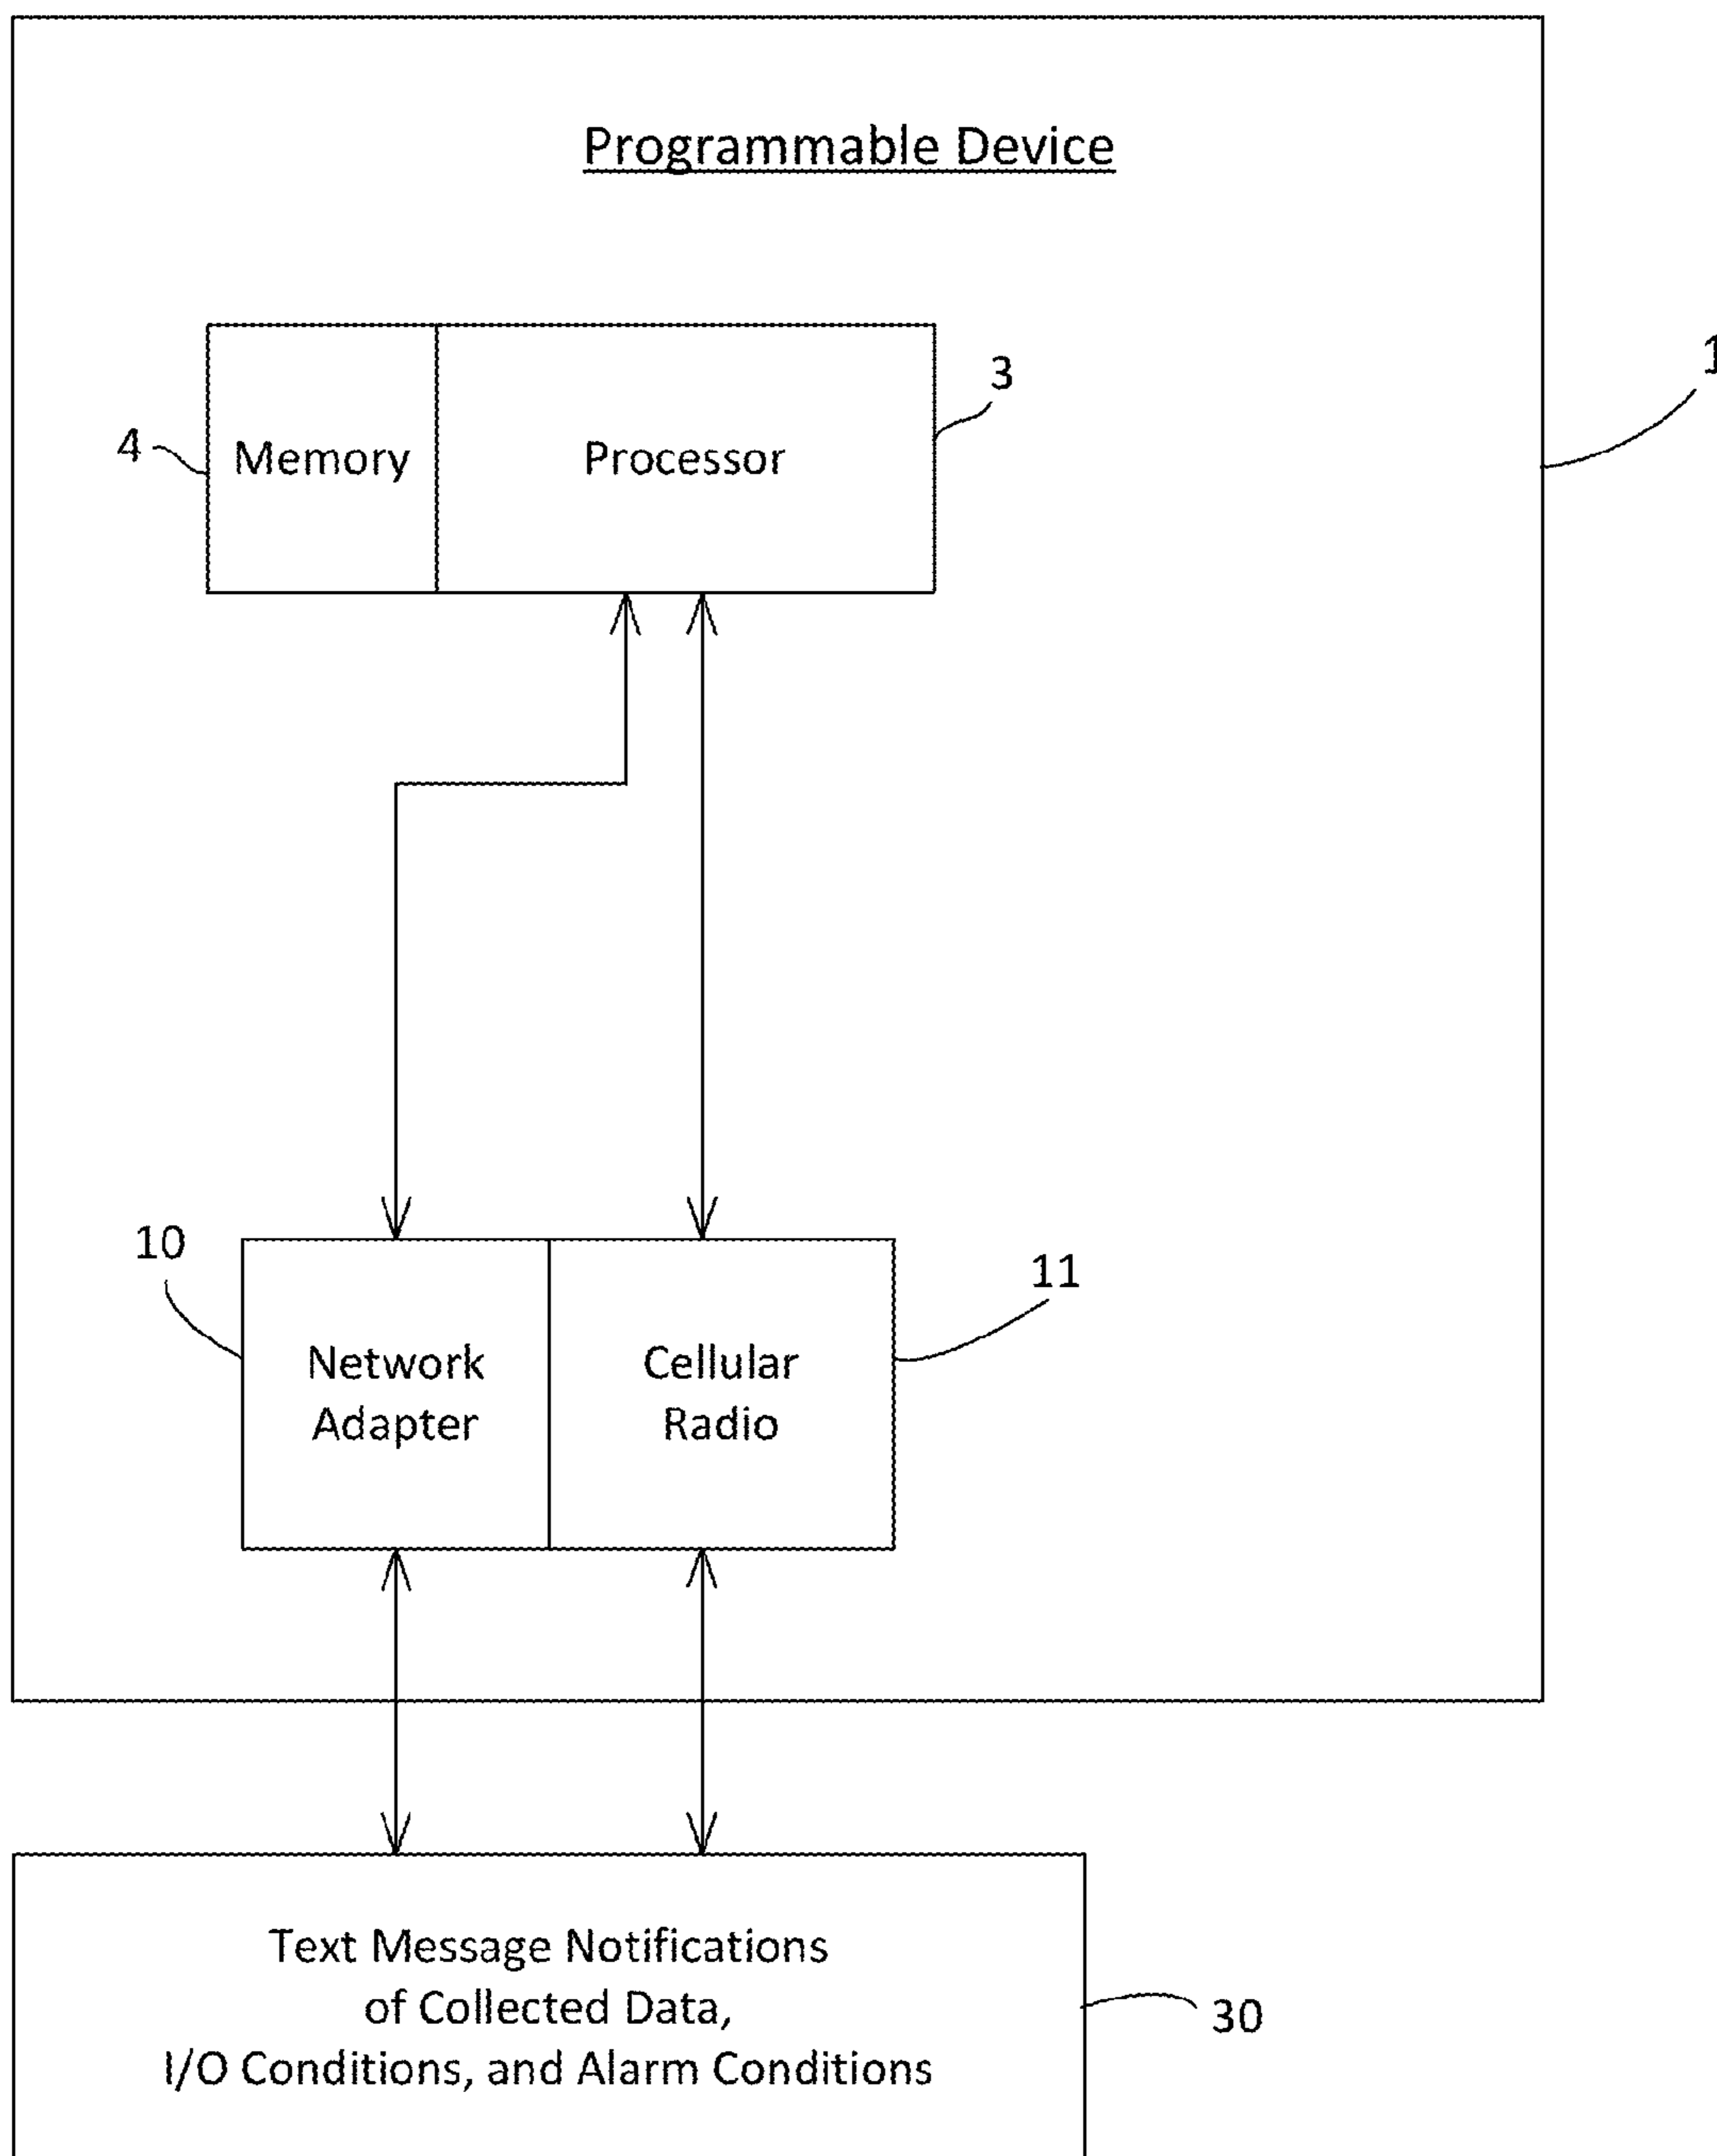 Programmable Device
1
3
4
Memory
Processor
10
11
Network
Adapter
Cellular
Radio
Text Message Notifications
of Collected Data,
I/O Conditions, and Alarm Conditions
30